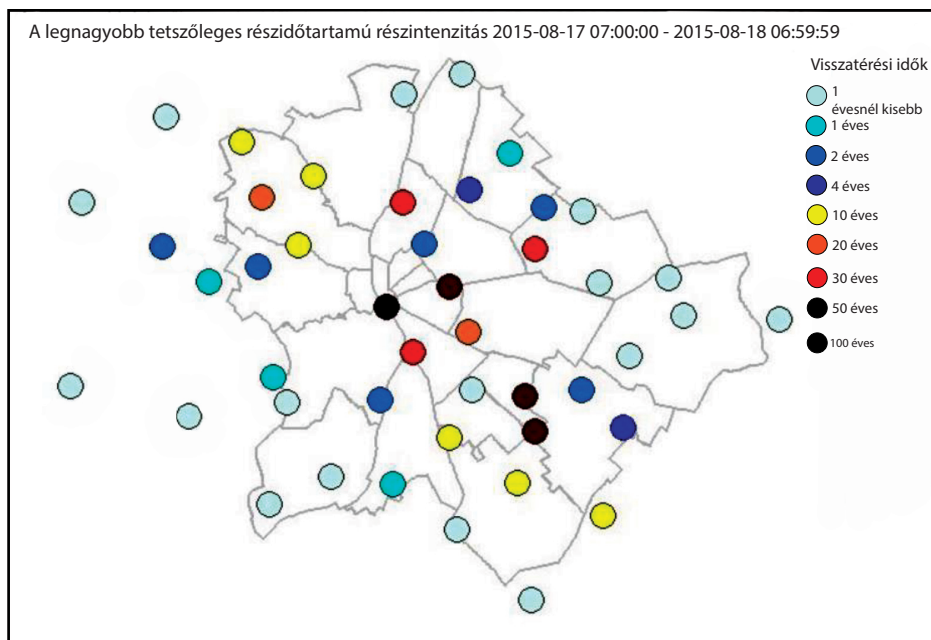 A legnagyobb tetszőleges részidőtartamú részintenzitás 2015-08-17 07:00:00 - 2015-08-18 06:59:59
Visszatérési idők
1
évesnél kisebb
1 éves
2 éves
4 éves
10 éves
20 éves
30 éves
50 éves
100 éves